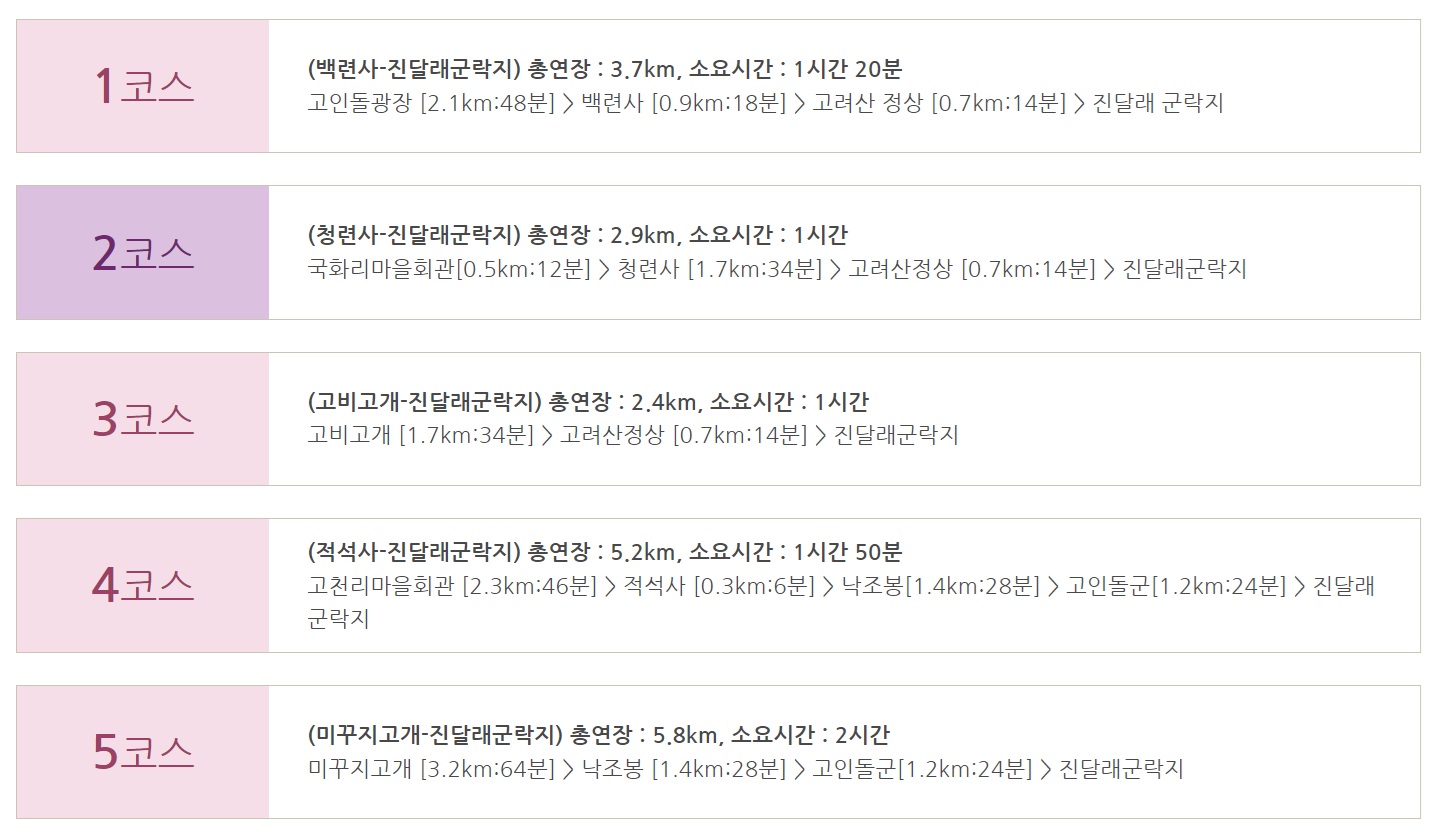 1코스
(백련사-진달래군락지) 총연장 : 3.7km, 소요시간 : 1시간 20분
고인돌광장 [2.1km:48분] > 백련사 [0.9km:18분] > 고려산 정상 [0.7km:14분] > 진달래 군락지
2코스
(청련사-진달래군락지) 총연장 : 2.9km, 소요시간 : 1시간
국화리마을회관[0.5km:12분] > 청련사 [1.7km:34분] > 고려산정상 [0.7km:14분] > 진달래군락지
3코스
(고비고개-진달래군락지) 총연장 : 2.4km, 소요시간 : 1시간
고비고개 [1.7km:34분] > 고려산정상 [0.7km:14분] > 진달래군락지
4코스
(적석사-진달래군락지) 총연장 : 5.2km, 소요시간 : 1시간 50분
고천리마을회관 [2.3km:46분] > 적석사 [0.3km:6분] > 낙조봉[1.4km:28분] > 고인돌군[1.2km:24분] > 진달래
군락지
5코스
(미꾸지고개-진달래군락지) 총연장 : 5.8km, 소요시간 : 2시간
미꾸지고개 [3.2km:64분] > 낙조봉 [1.4km:28분] > 고인돌군[1.2km:24분] > 진달래군락지